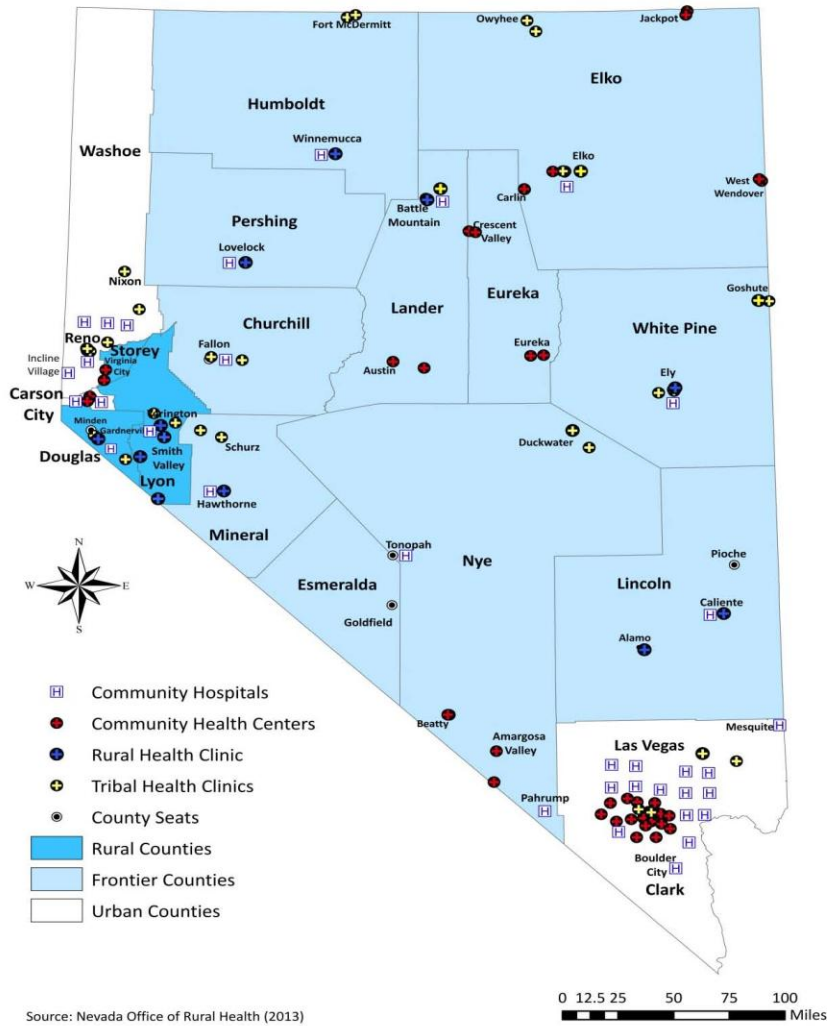 Fort McDermitt
Owyhee
Jackpot
Elko
Humboldt
Washoe
Winnemucca
Elko
West
Wendover
Carlin
Battle
Mountain
Pershing
Crescent
Valley
Lovelock
Nixon
Goshute
Lander
Eureka
Churchill
White Pine
Reno
Storey
Fallon
Eureka
Incline
Village
Virginia
City
Austin
Ely
Carson
City
Minden
Gardnervil
rington
Schurz
Duckwater
Douglas
Smith
Valley
Lyon
Hawthorne
Mineral
Tonopah
Nye
Pioche
Esmeralda
Lincoln
Goldfield
Caliente
Alamo
N
W E
S
Beatty
Amargosa
Valley
Mesquite
Las Vegas
Pahrump
Boulder
City
Clark
H Community Hospitals
Community Health Centers
Rural Health Clinic
Tribal Health Clinics
County Seats
Rural Counties
Frontier Counties
Urban Counties
0 12.5 25 50 75 100
Miles
Source: Nevada Office of Rural Health (2013)